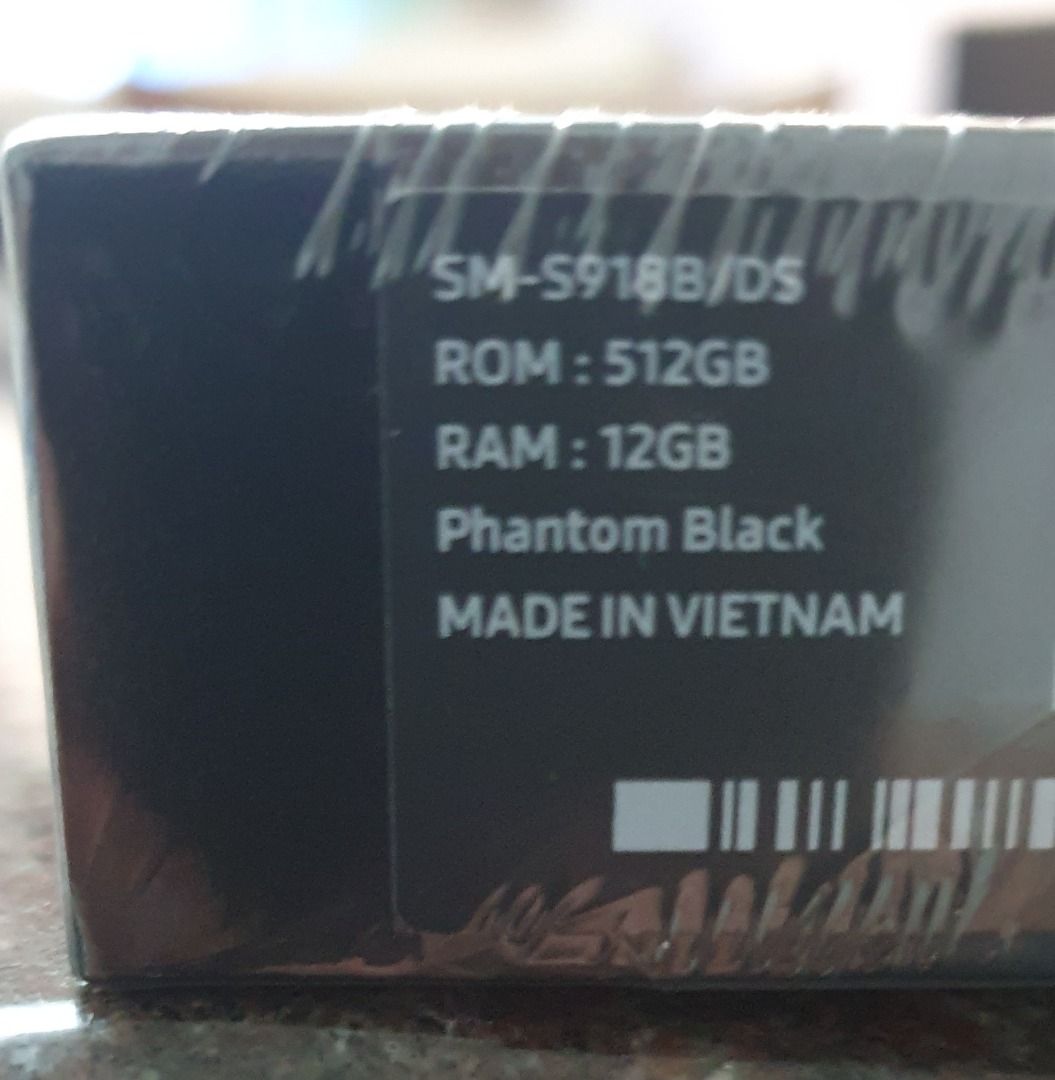 SM-S918B/DS
ROM : 512GB
RAM : 12GB
Phantom Black
MADE IN VIETNAM